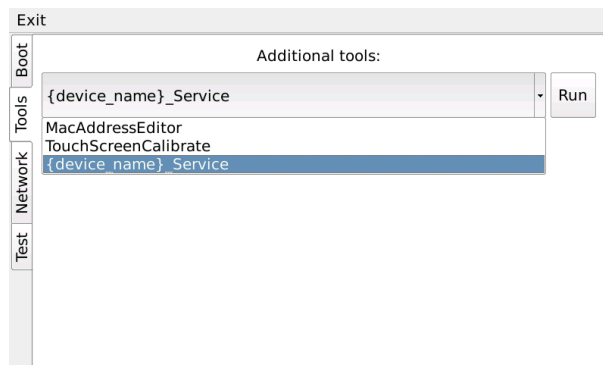 Exit
Boot
Tools
Network
Test
Additional tools:
{device_name}_Service
Run
MacAddressEditor
TouchScreenCalibrate
{device_name}_Service